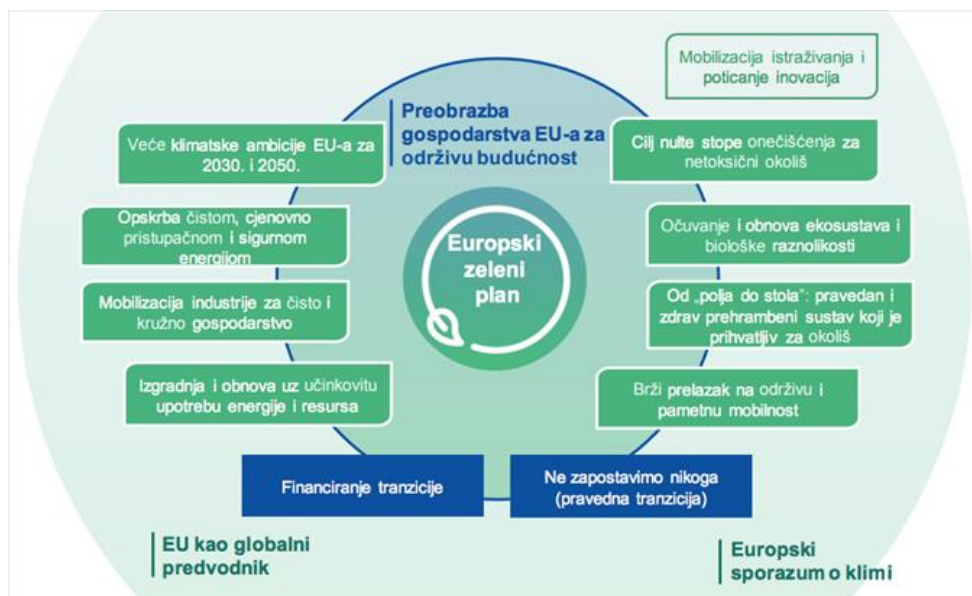 Mobilizacija istraživanja i
poticanje inovacija
Preobrazba
gospodarstva EU-a za
održivu budućnost
Veće klimatske ambicije EU-a za
2030. i 2050.
Cilj nulte stope onečišćenja za
netoksični okoliš
Opskrba čistom, cjenovno
pristupačnom i sigurnom
energijom
Europski
zeleni
plan
Očuvanje i obnova ekosustava i
biološke raznolikosti
Mobilizacija industrije za čisto i
kružno gospodarstvo
Od „polja do stola”: pravedan i
zdrav prehrambeni sustav koji je
prihvatljiv za okoliš
Izgradnja i obnova uz učinkovitu
upotrebu energije i resursa
Brži prelazak na održivu i
pametnu mobilnost
Financiranje tranzicije
Ne zapostavimo nikoga
(pravedna tranzicija)
EU kao globalni
predvodnik
Europski
sporazum o klimi